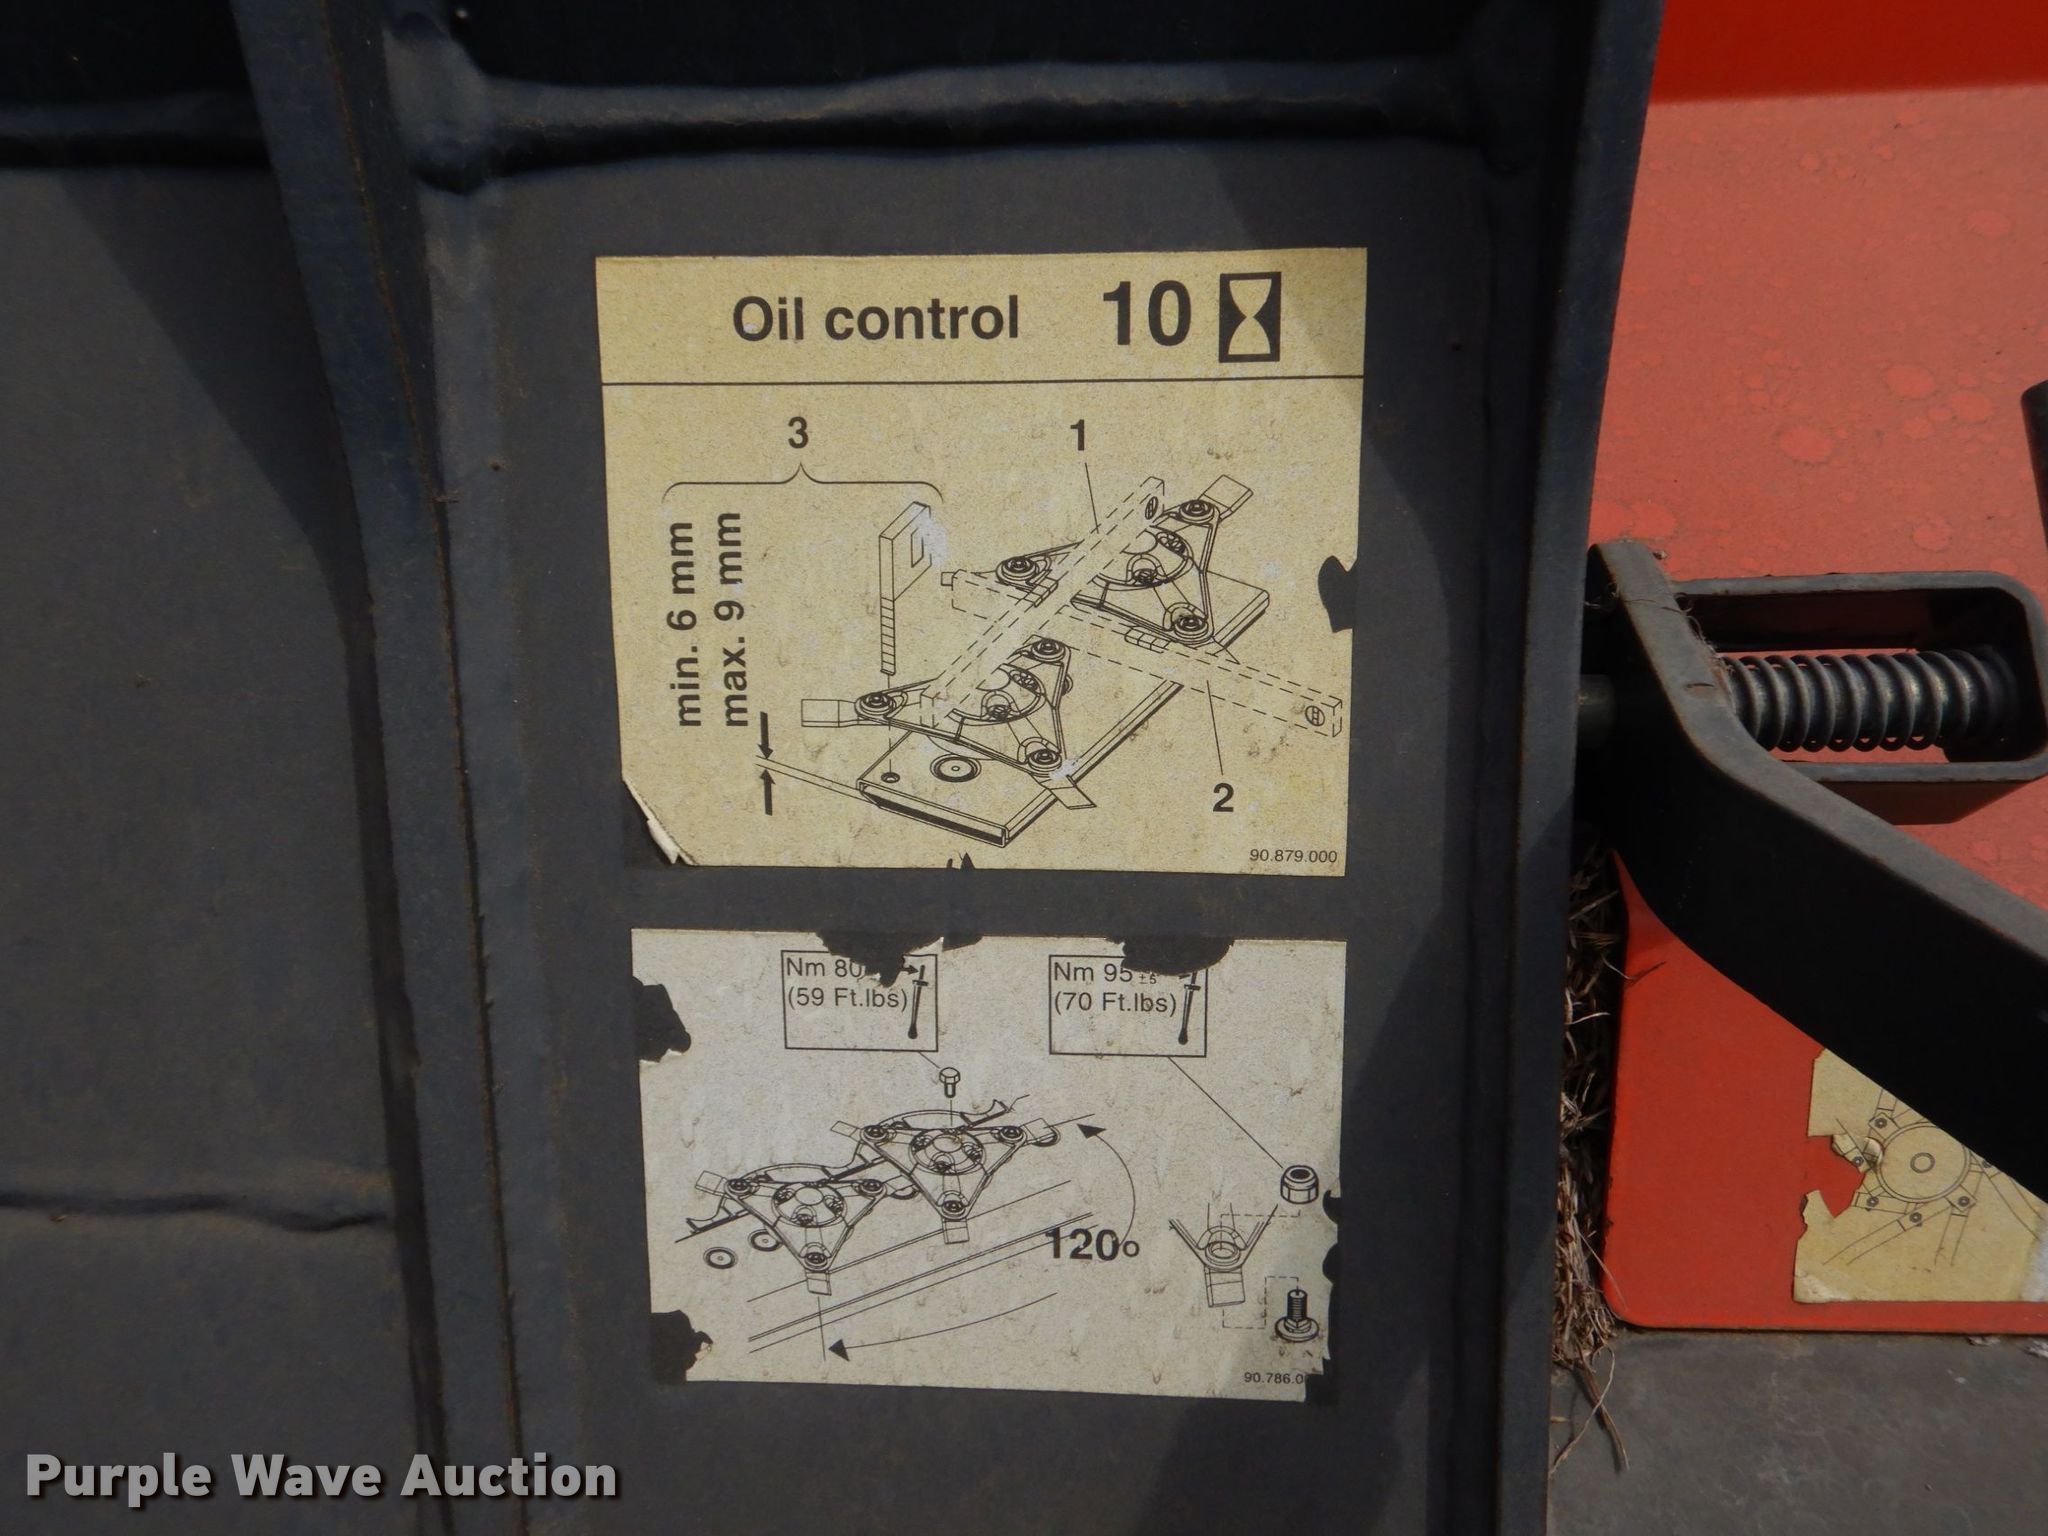 Oil control 10
3
1
min. 6 mm
max. 9 mm
2
90.879.000
Nm 80
(59 Ft.lbs)
Nm 95 ±5
(70 Ft.lbs)
120°
Purple Wave Auction